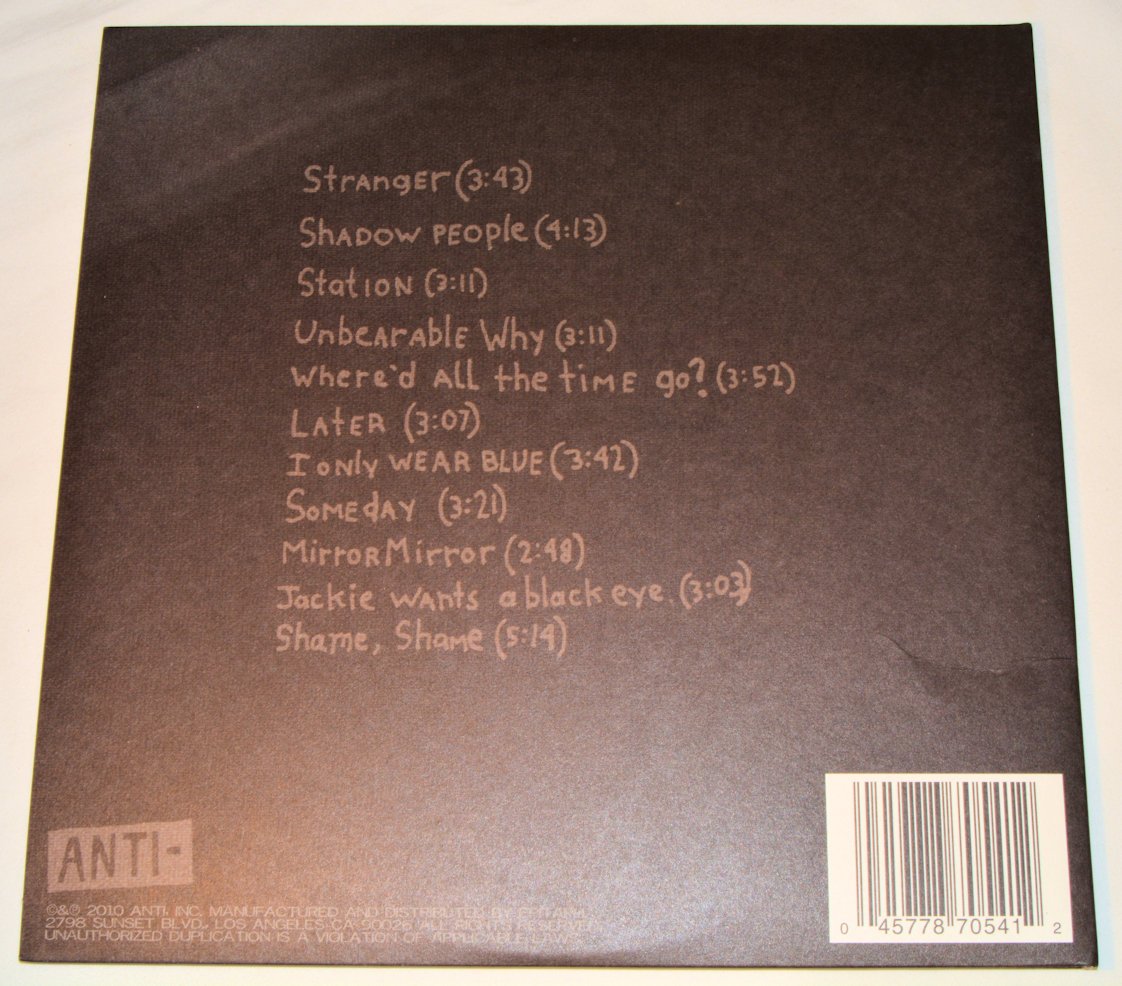 Stranger (3:43)
Shadow people (4:13)
Station (3:11)
Unbearable Why (3:11)
Where'd all the time go? (3:52)
Later (3:07)
I only wear blue (3:42)
Someday (3:21)
Mirror Mirror (2:48)
Jackie wants a black eye. (3:03)
Shame, Shame (5:14)
ANTI-
©&℗ 2010 ANTI, INC. MANUFACTURED AND DISTRIBUTED
2798 SUNSET BLVD., LOS ANGELES CA 90026 ALL RIGHTS RESERVED
UNAUTHORIZED DUPLICATION IS A VIOLATION OF APPLICABLE LAWS
0 45778 70541 2